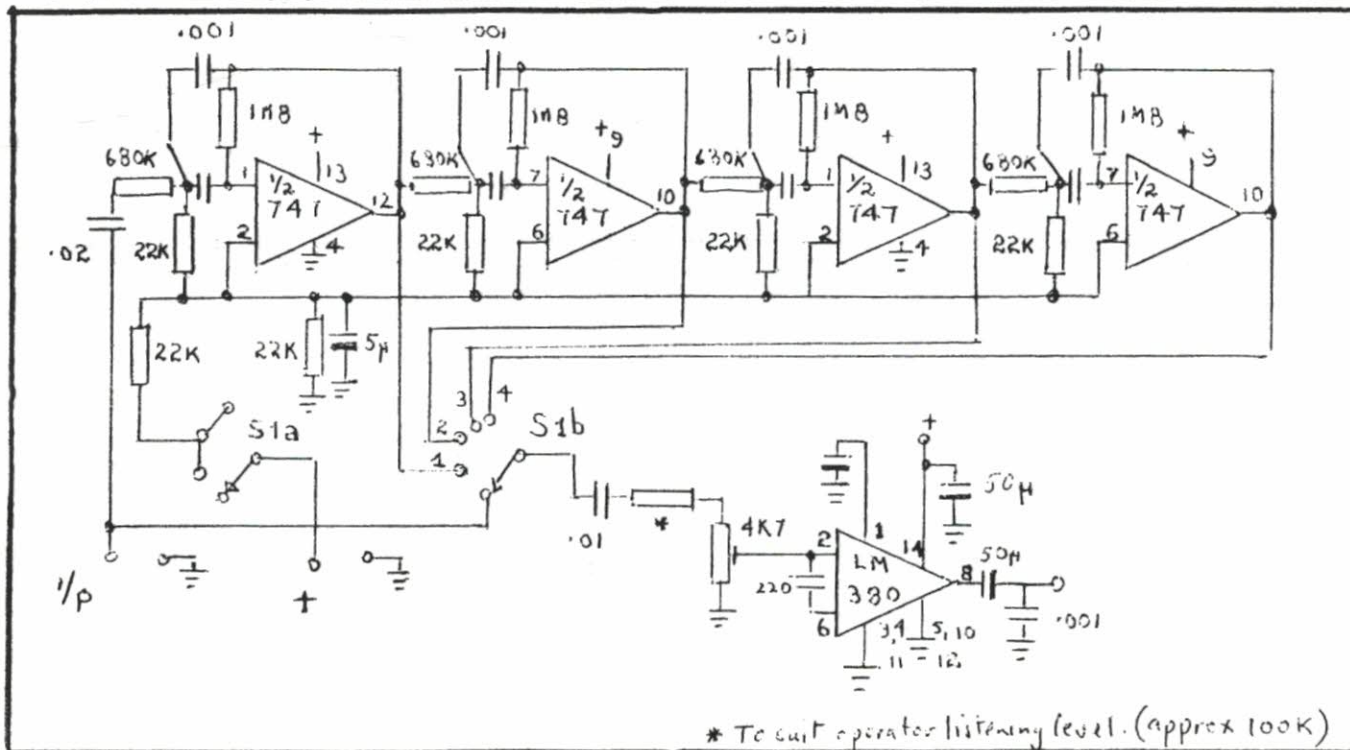 .001 .001 .001 .001
1M8 1M8 1M8 1M8
680K 680K 680K 680K
+ +9 + +9
1 13 7 1 13 7
1/2 747 1/2 747 1/2 747 1/2 747
12 10 10
2 4 6 2 4 6
.02 22K 22K 22K 22K
22K 22K 5µ
3 4
2
S1a S1b
1
+
50µ
* 4K7
.01
2 1 14 50µ
LM
380 8
220
6 3,4 5,10
11-12
.001
I/P +
* To suit operator listening level. (approx 100K)